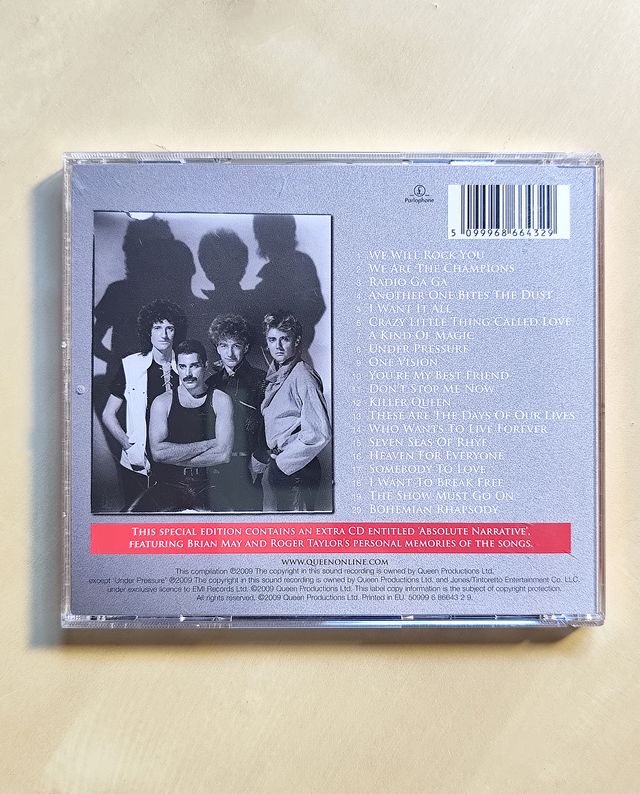 Parlophone
5 099968 664329
1. We Will Rock You
2. We Are The Champions
3. Radio Ga Ga
4. Another One Bites The Dust
5. I Want It All
6. Crazy Little Thing Called Love
7. A Kind Of Magic
8. Under Pressure
9. One Vision
10. You're My Best Friend
11. Don't Stop Me Now
12. Killer Queen
13. These Are The Days Of Our Lives
14. Who Wants To Live Forever
15. Seven Seas Of Rhye
16. Heaven For Everyone
17. Somebody To Love
18. I Want To Break Free
19. The Show Must Go On
20. Bohemian Rhapsody
This special edition contains an extra CD entitled 'Absolute Narrative',
featuring Brian May and Roger Taylor's personal memories of the songs.
www.queenonline.com
This compilation ℗2009 The copyright in this sound recording is owned by Queen Productions Ltd,
except 'Under Pressure' ℗2009 The copyright in this sound recording is owned by Queen Productions Ltd. and Jones/Tintoretto Entertainment Co. LLC.
under exclusive licence to EMI Records Ltd. ©2009 Queen Productions Ltd. This label copy information is the subject of copyright protection.
All rights reserved. ©2009 Queen Productions Ltd. Printed in EU. 50999 6 86643 2 9.